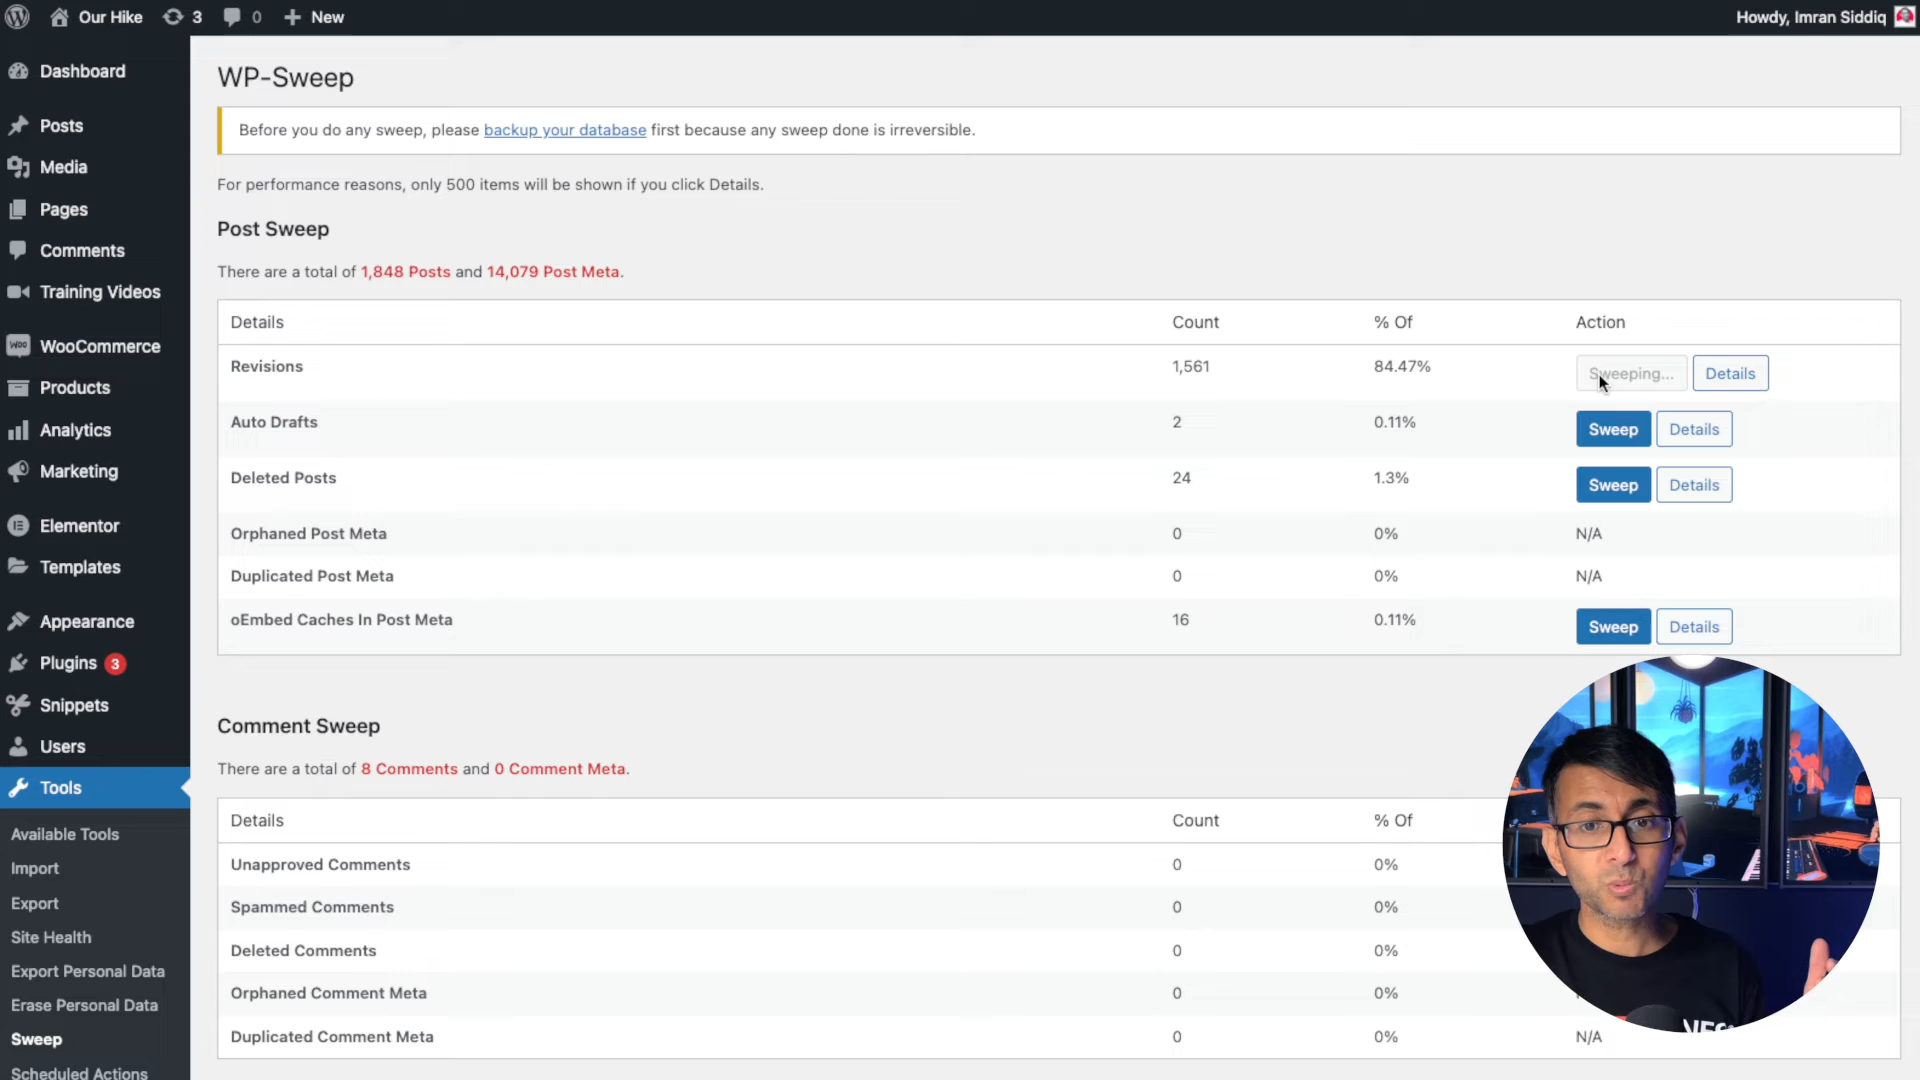 Our Hike
3
0
New
Howdy, Imran Siddiq
Dashboard
Posts
Media
Pages
Comments
Training Videos
WooCommerce
Products
Analytics
Marketing
Elementor
Templates
Appearance
Plugins 3
Snippets
Users
Tools
Available Tools
Import
Export
Site Health
Export Personal Data
Erase Personal Data
Sweep
Scheduled Actions
WP-Sweep
Before you do any sweep, please backup your database first because any sweep done is irreversible.
For performance reasons, only 500 items will be shown if you click Details.
Post Sweep
There are a total of 1,848 Posts and 14,079 Post Meta.
Details Count % Of Action
Revisions 1,561 84.47% Sweeping... Details
Auto Drafts 2 0.11% Sweep Details
Deleted Posts 24 1.3% Sweep Details
Orphaned Post Meta 0 0% N/A
Duplicated Post Meta 0 0% N/A
oEmbed Caches In Post Meta 16 0.11% Sweep Details
Comment Sweep
There are a total of 8 Comments and 0 Comment Meta.
Details Count % Of
Unapproved Comments 0 0%
Spammed Comments 0 0%
Deleted Comments 0 0%
Orphaned Comment Meta 0 0%
Duplicated Comment Meta 0 0% N/A